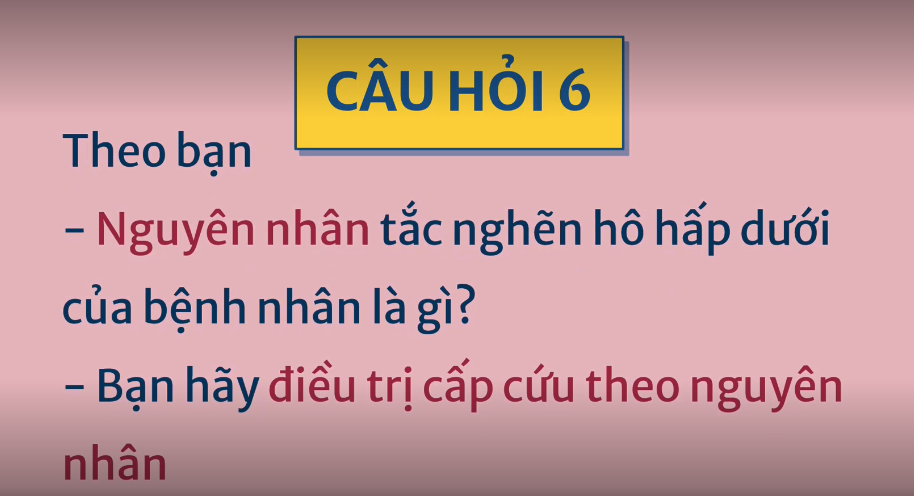 CÂU HỎI 6
Theo bạn
– Nguyên nhân tắc nghẽn hô hấp dưới
của bệnh nhân là gì?
– Bạn hãy điều trị cấp cứu theo nguyên
nhân